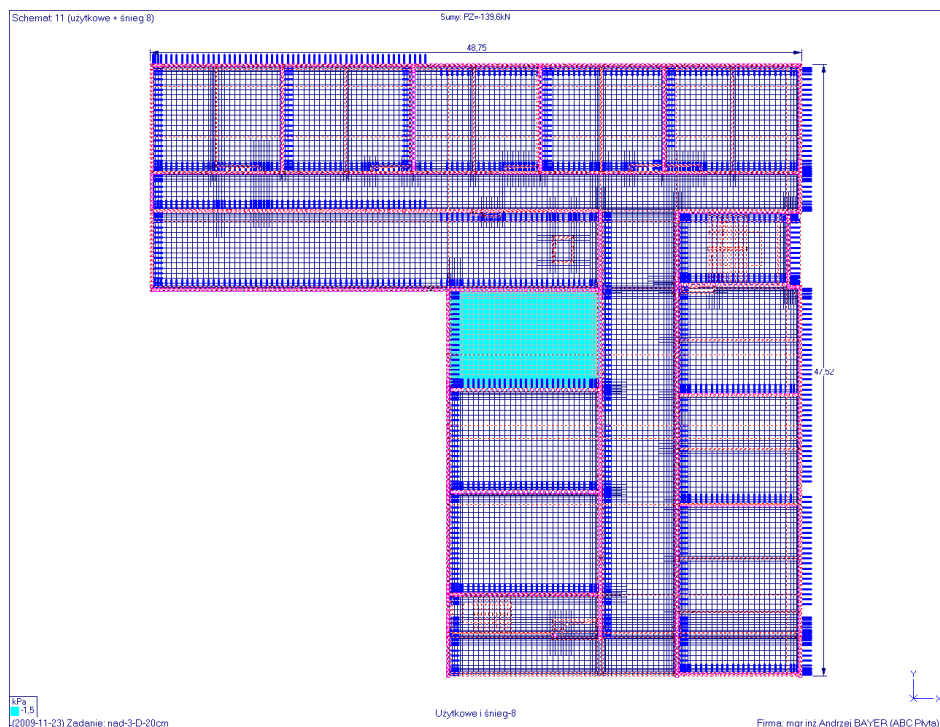 Schemat 11 (użytkowe + śnieg 8)
Sumy: PZ=-139,6kN
48,75
47,52
kPa
-1,5
Y
X
Użytkowe i śnieg-8
(2009-11-23) Zadanie: nad-3-D-20cm
Firma: mgr inż.Andrzej BAYER (ABC Płyta)